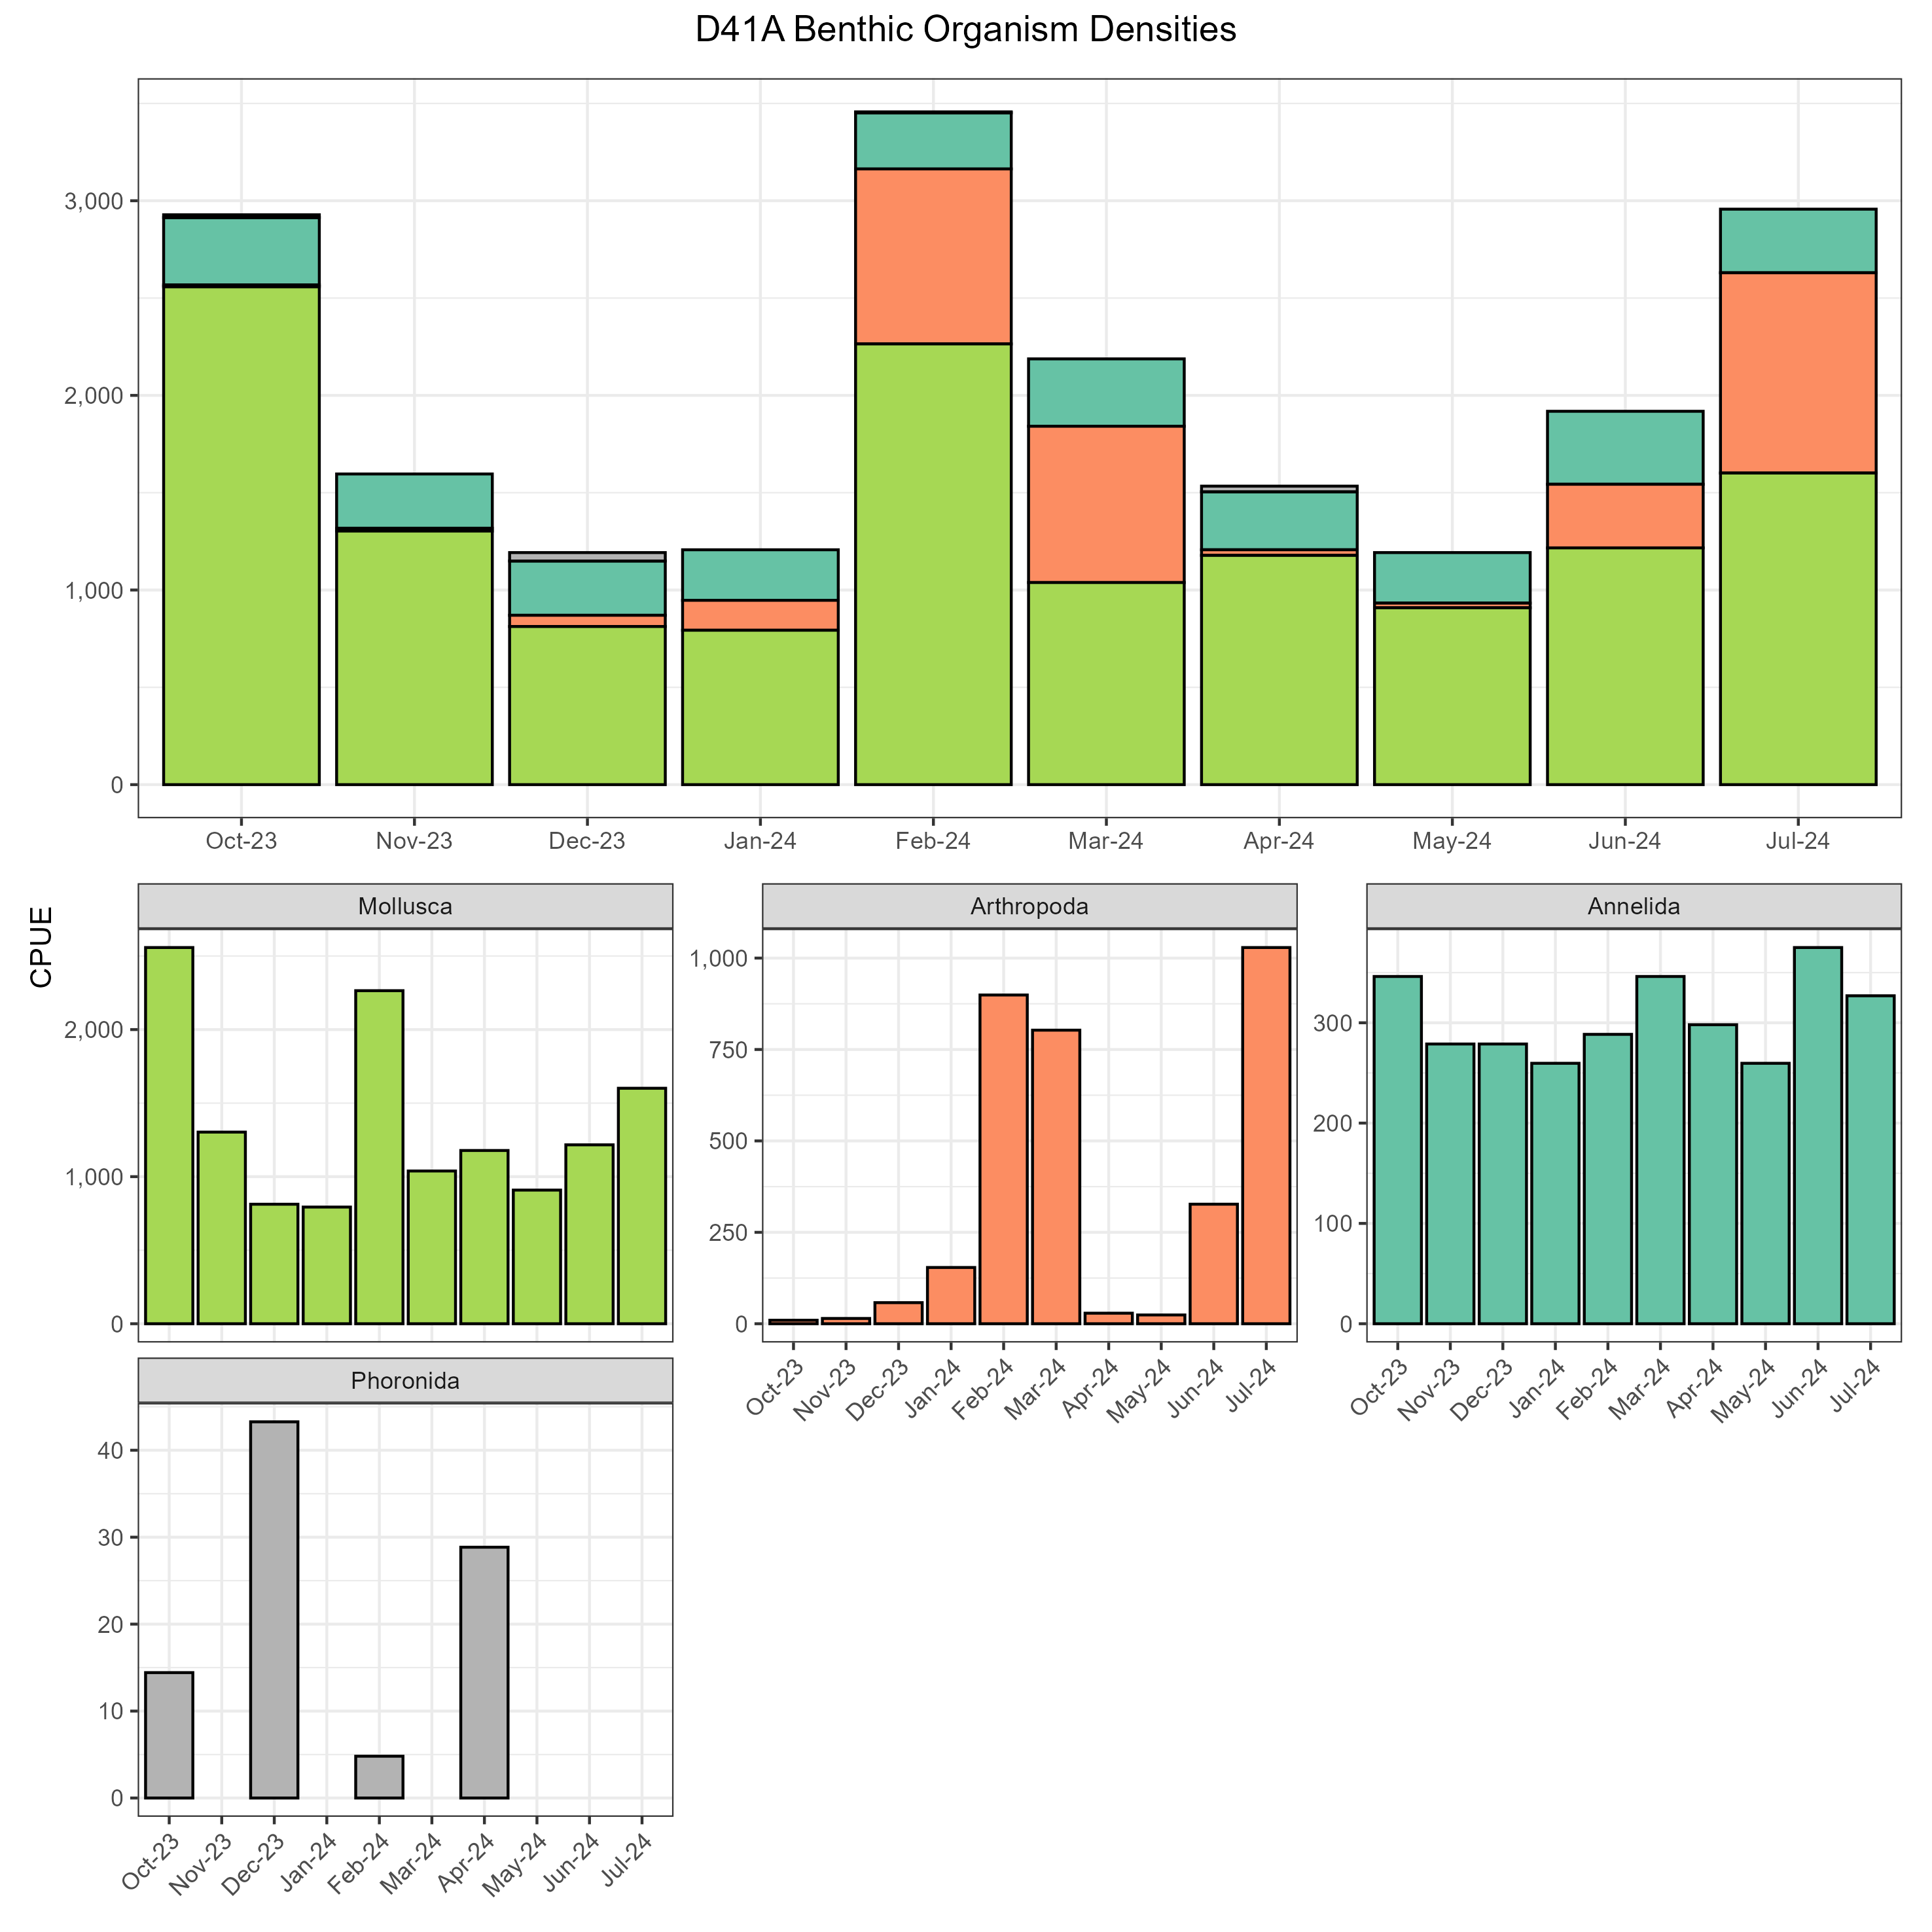 D41A Benthic Organism Densities
3,000
2,000
1,000
0
Oct-23 Nov-23 Dec-23 Jan-24 Feb-24 Mar-24 Apr-24 May-24 Jun-24 Jul-24
CPUE
Mollusca
2,000
1,000
0
Arthropoda
1,000
750
500
250
0
Oct-23 Nov-23 Dec-23 Jan-24 Feb-24 Mar-24 Apr-24 May-24 Jun-24 Jul-24
Annelida
300
200
100
0
Oct-23 Nov-23 Dec-23 Jan-24 Feb-24 Mar-24 Apr-24 May-24 Jun-24 Jul-24
Phoronida
40
30
20
10
0
Oct-23 Nov-23 Dec-23 Jan-24 Feb-24 Mar-24 Apr-24 May-24 Jun-24 Jul-24